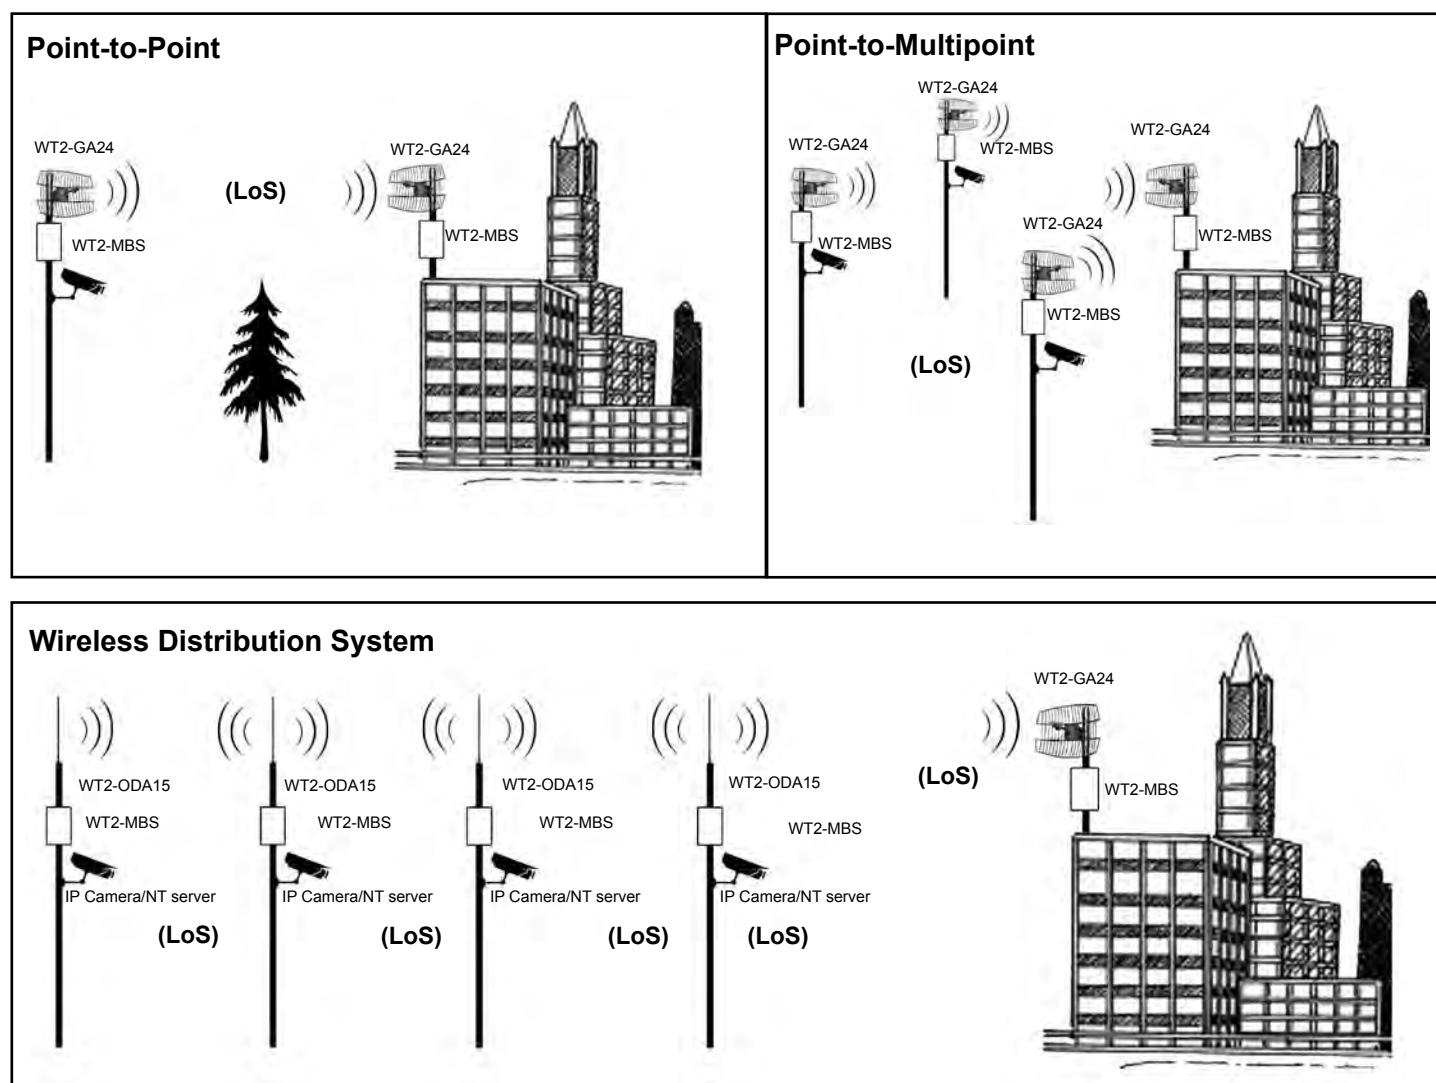 Point-to-Point
WT2-GA24
WT2-GA24
(LoS)
WT2-MBS
WT2-MBS
Point-to-Multipoint
WT2-GA24
WT2-GA24
WT2-GA24
WT2-MBS
WT2-GA24
WT2-MBS
WT2-MBS
WT2-MBS
(LoS)
Wireless Distribution System
WT2-GA24
WT2-ODA15
WT2-ODA15
WT2-ODA15
WT2-ODA15
(LoS)
WT2-MBS
WT2-MBS
WT2-MBS
WT2-MBS
WT2-MBS
IP Camera/NT server
IP Camera/NT server
IP Camera/NT server
IP Camera/NT server
(LoS)
(LoS)
(LoS)
(LoS)